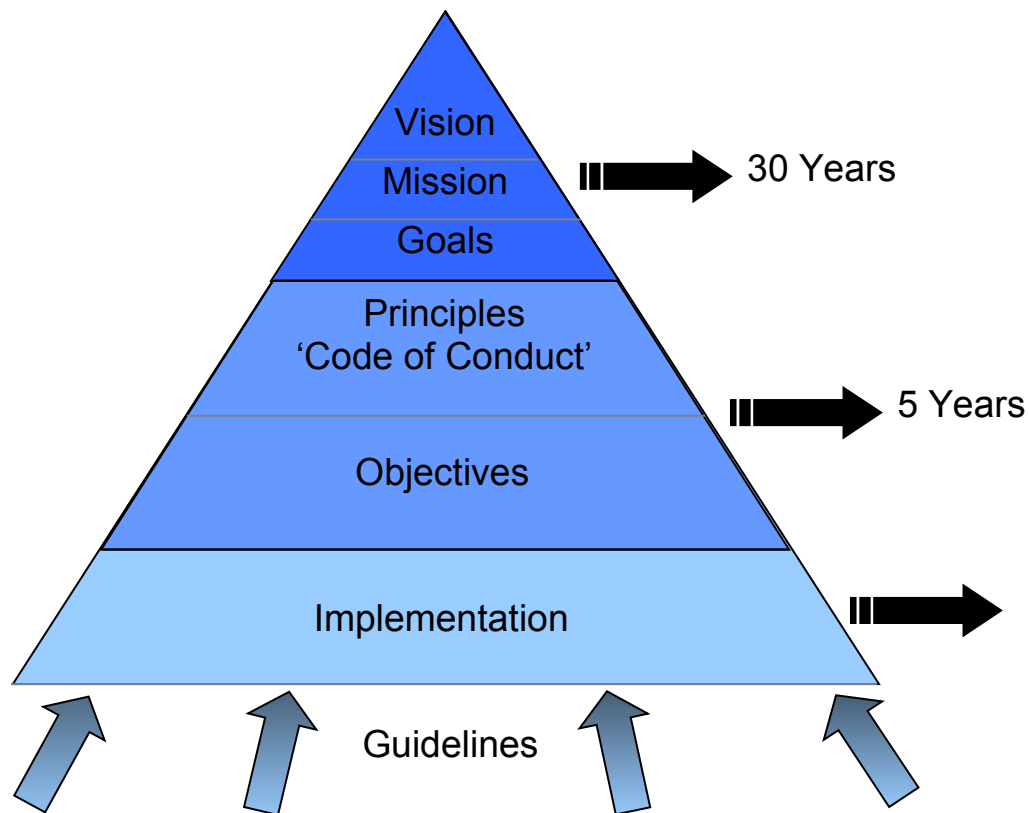 Vision
Mission
30 Years
Goals
Principles
‘Code of Conduct’
5 Years
Objectives
Implementation
Guidelines